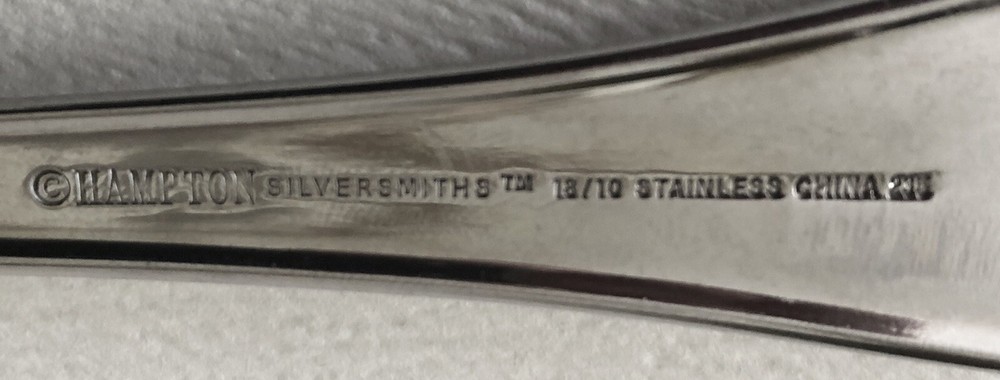 ©HAMPTON SILVERSMITHS™ 18/10 STAINLESS CHINA